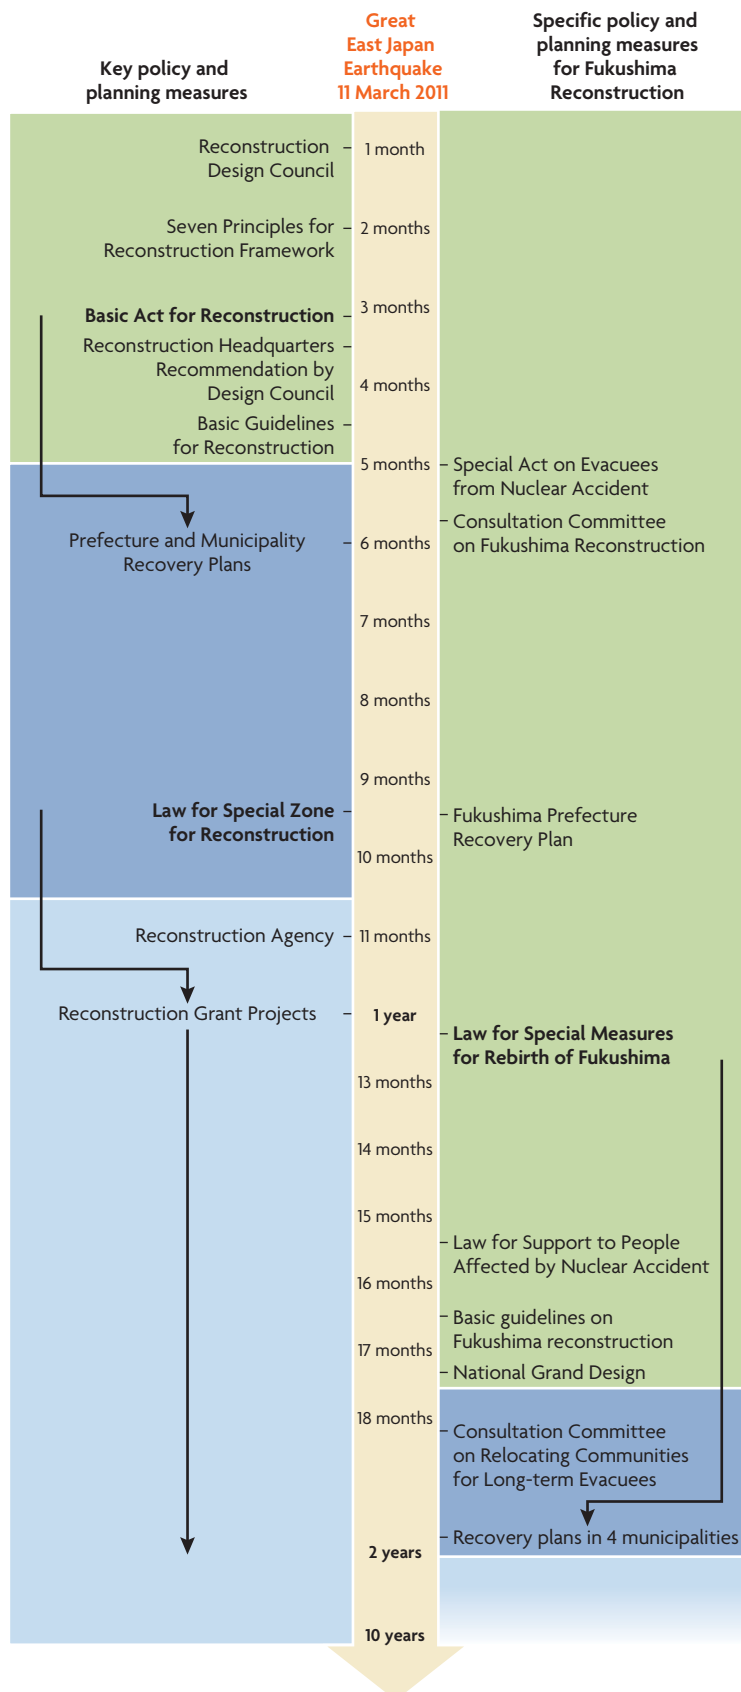 Key policy and
planning measures
Great
East Japan
Earthquake
11 March 2011
Specific policy and
planning measures
for Fukushima
Reconstruction
Reconstruction
Design Council
Seven Principles for
Reconstruction Framework
Basic Act for Reconstruction
Reconstruction Headquarters
Recommendation by
Design Council
Basic Guidelines
for Reconstruction
Prefecture and Municipality
Recovery Plans
Law for Special Zone
for Reconstruction
Reconstruction Agency
Reconstruction Grant Projects
1 month
2 months
3 months
4 months
5 months
6 months
7 months
8 months
9 months
10 months
11 months
1 year
13 months
14 months
15 months
16 months
17 months
18 months
2 years
10 years
Special Act on Evacuees
from Nuclear Accident
Consultation Committee
on Fukushima Reconstruction
Fukushima Prefecture
Recovery Plan
Law for Special Measures
for Rebirth of Fukushima
Law for Support to People
Affected by Nuclear Accident
Basic guidelines on
Fukushima reconstruction
National Grand Design
Consultation Committee
on Relocating Communities
for Long-term Evacuees
Recovery plans in 4 municipalities